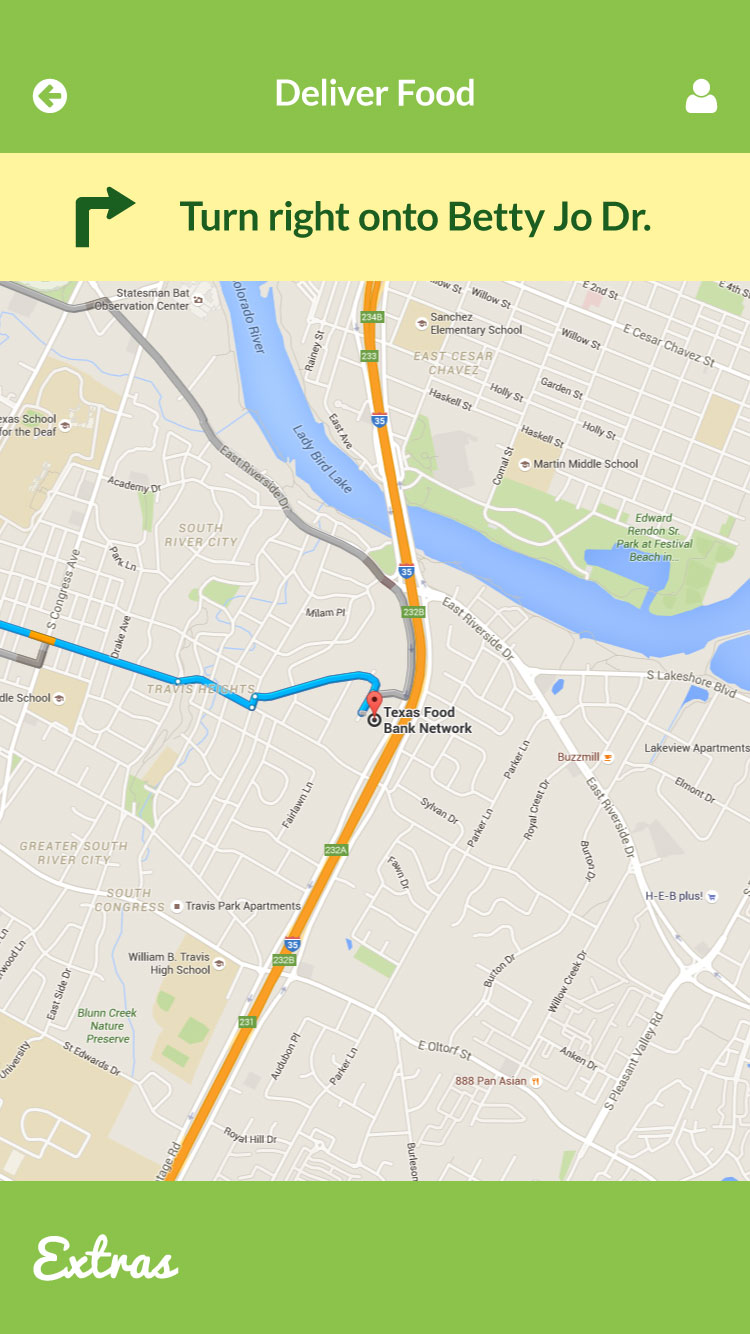 Deliver Food
Turn right onto Betty Jo Dr.
Statesman Bat
Observation Center
Colorado River
234B
Willow St
E 2nd St
E 4th St
Sanchez
Elementary School
Willow St
E Cesar Chavez St
233
Rainey St
EAST CESAR
CHAVEZ
Haskell St
Holly St
Garden St
East Ave
35
Haskell St
Holly St
Texas School
for the Deaf
Lady Bird Lake
East Riverside Dr
Comal St
Martin Middle School
Academy Dr
SOUTH
RIVER CITY
Edward
Rendon Sr.
Park at Festival
Beach in...
Park Ln
S Congress Ave
35
Milam Pl
232B
East Riverside Dr
Drake Ave
TRAVIS HEIGHTS
S Lakeshore Blvd
dle School
Texas Food
Bank Network
Parker Ln
Buzzmill
Lakeview Apartments
Fairlawn Ln
Sylvan Dr
Parker Ln
Royal Crest Dr
East Riverside Dr
Elmont Dr
GREATER SOUTH
RIVER CITY
232A
Fawn Dr
Burton Dr
SOUTH
CONGRESS
Travis Park Apartments
H-E-B plus!
35
232B
William B. Travis
High School
rwood Ln
East Side Dr
Burton Dr
Willow Creek Dr
Blunn Creek
Nature
Preserve
231
St Edwards Dr
University
Audubon Pl
Parker Ln
E Oltorf St
Anken Dr
S Pleasant Valley Rd
888 Pan Asian
Royal Hill Dr
tage Rd
Burleson
Extras